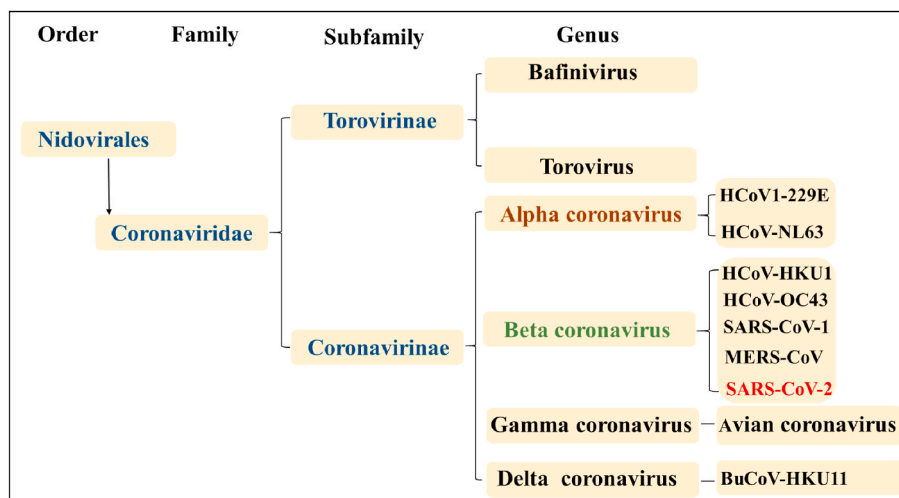 Order Family Subfamily Genus
Bafinivirus
Torovirinae
Nidovirales
Torovirus
HCoV1-229E
Alpha coronavirus
HCoV-NL63
Coronaviridae
HCoV-HKU1
HCoV-OC43
Beta coronavirus
SARS-CoV-1
Coronavirinae
MERS-CoV
SARS-CoV-2
Gamma coronavirus
Avian coronavirus
Delta coronavirus
BuCoV-HKU11